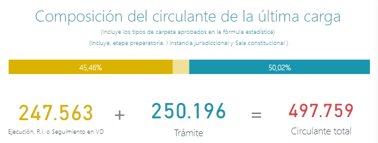 Composición del circulante de la última carga
(Incluye los tipos de carpeta aprobados en la fórmula estadística)
(Incluye, etapa preparatoria, I instancia jurisdiccional y Sala constitucional )
45,46%
50,02%
247.563 + 250.196 = 497.759
Ejecución, R.I. o Seguimiento en VD
Trámite
Circulante total